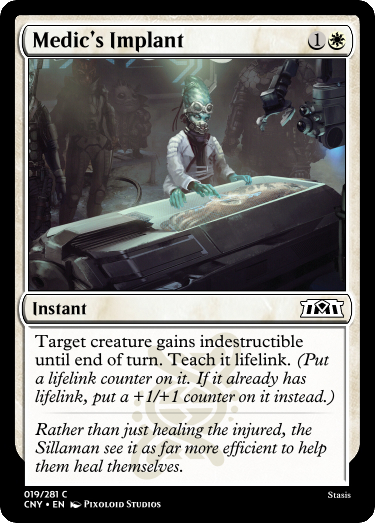 Medic's Implant
1
Instant
Target creature gains indestructible
until end of turn. Teach it lifelink. (Put
a lifelink counter on it. If it already has
lifelink, put a +1/+1 counter on it instead.)
Rather than just healing the injured, the
Sillaman see it as far more efficient to help
them heal themselves.
019/281 C
CNY • EN Pixoloid Studios
Stasis